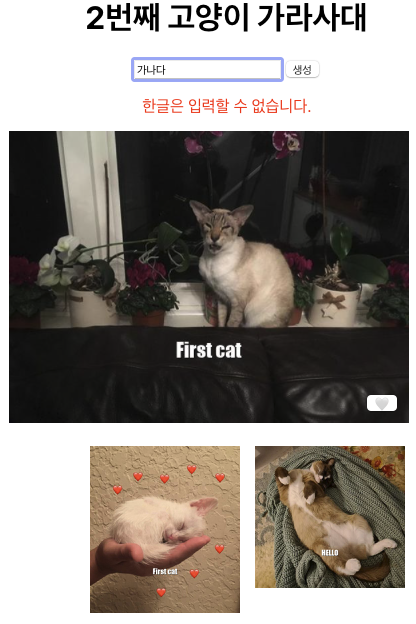 2번째 고양이 가라사대
가나다 생성
한글은 입력할 수 없습니다.
First cat
First cat
HELLO